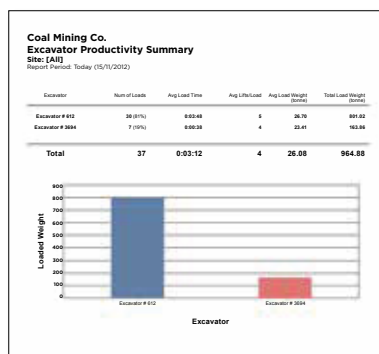 Coal Mining Co.
Excavator Productivity Summary
Site: [All]
Report Period: Today (15/11/2012)
Excavator Num of Loads Avg Load Time Avg Lifts/Load Avg Load Weight (tonne) Total Load Weight (tonne)
Excavator # 612 30 (81%) 0:03:48 5 26.70 801.02
Excavator # 3694 7 (19%) 0:00:38 4 23.41 163.86
Total 37 0:03:12 4 26.08 964.88
900
800
700
600
500
400
300
200
100
0
Loaded Weight
Excavator # 612 Excavator # 3694
Excavator